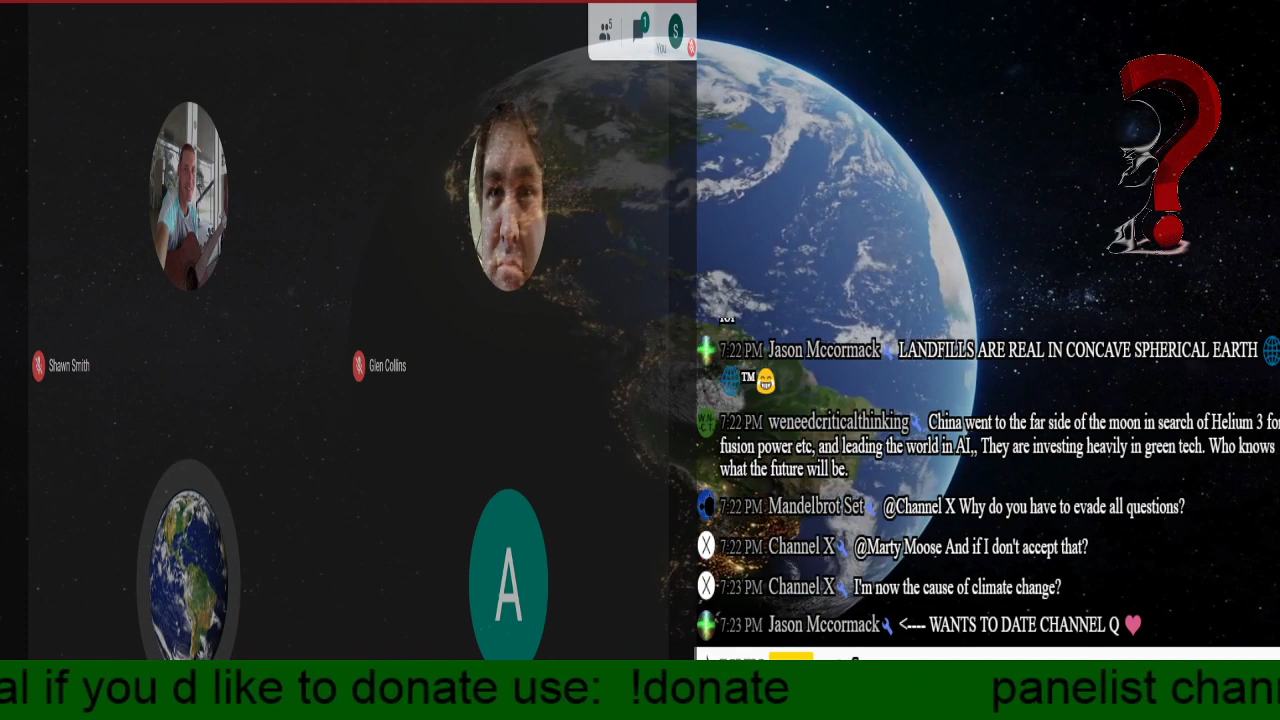 5
1
S
You
Shawn Smith
Glen Collins
A
7:22 PM Jason Mccormack LANDFILLS ARE REAL IN CONCAVE SPHERICAL EARTH 🌐
🌐™😁
7:22 PM weneedcriticalthinking China went to the far side of the moon in search of Helium 3 for
fusion power etc, and leading the world in AI,, They are investing heavily in green tech. Who knows
what the future will be.
7:22 PM Mandelbrot Set @Channel X Why do you have to evade all questions?
X 7:22 PM Channel X @Marty Moose And if I don't accept that?
X 7:23 PM Channel X I'm now the cause of climate change?
7:23 PM Jason Mccormack <---- WANTS TO DATE CHANNEL Q ♥
al if you d like to donate use: !donate panelist chan